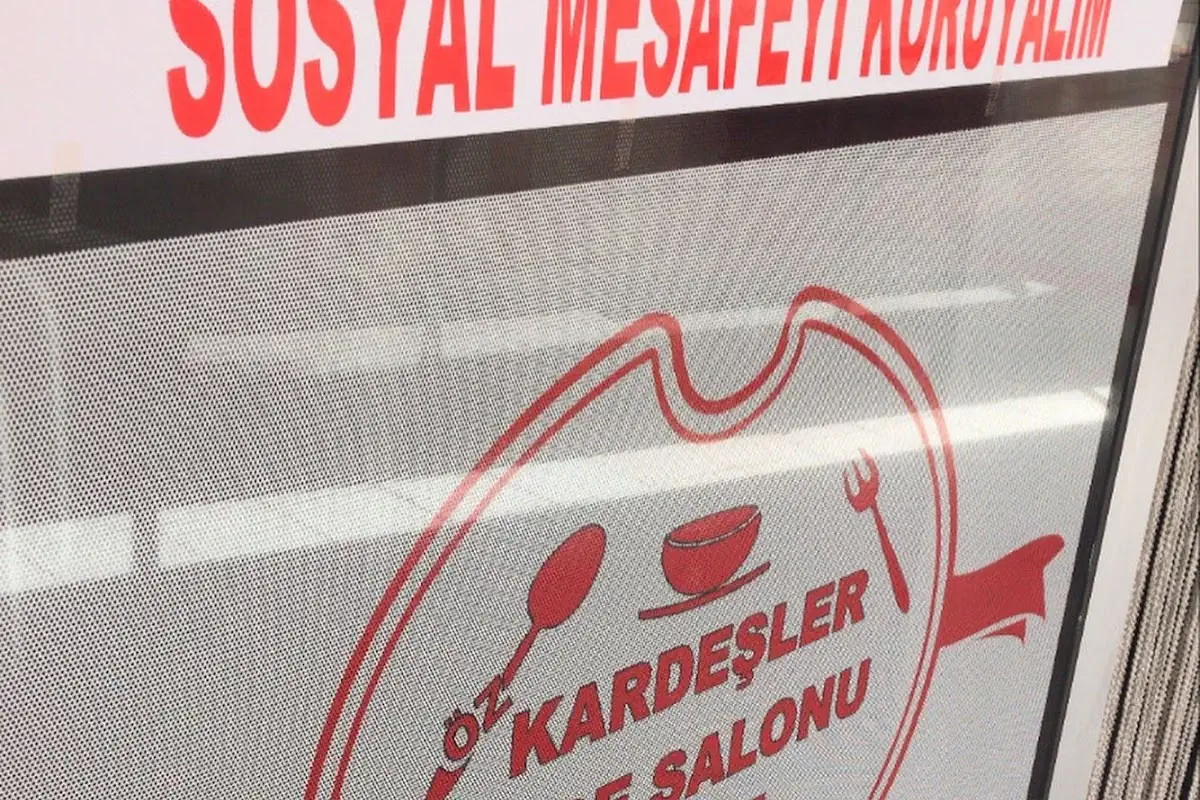 SOSYAL MESAFEYİ KORUYALIM
ÖZ
KARDEŞLER
SALONU